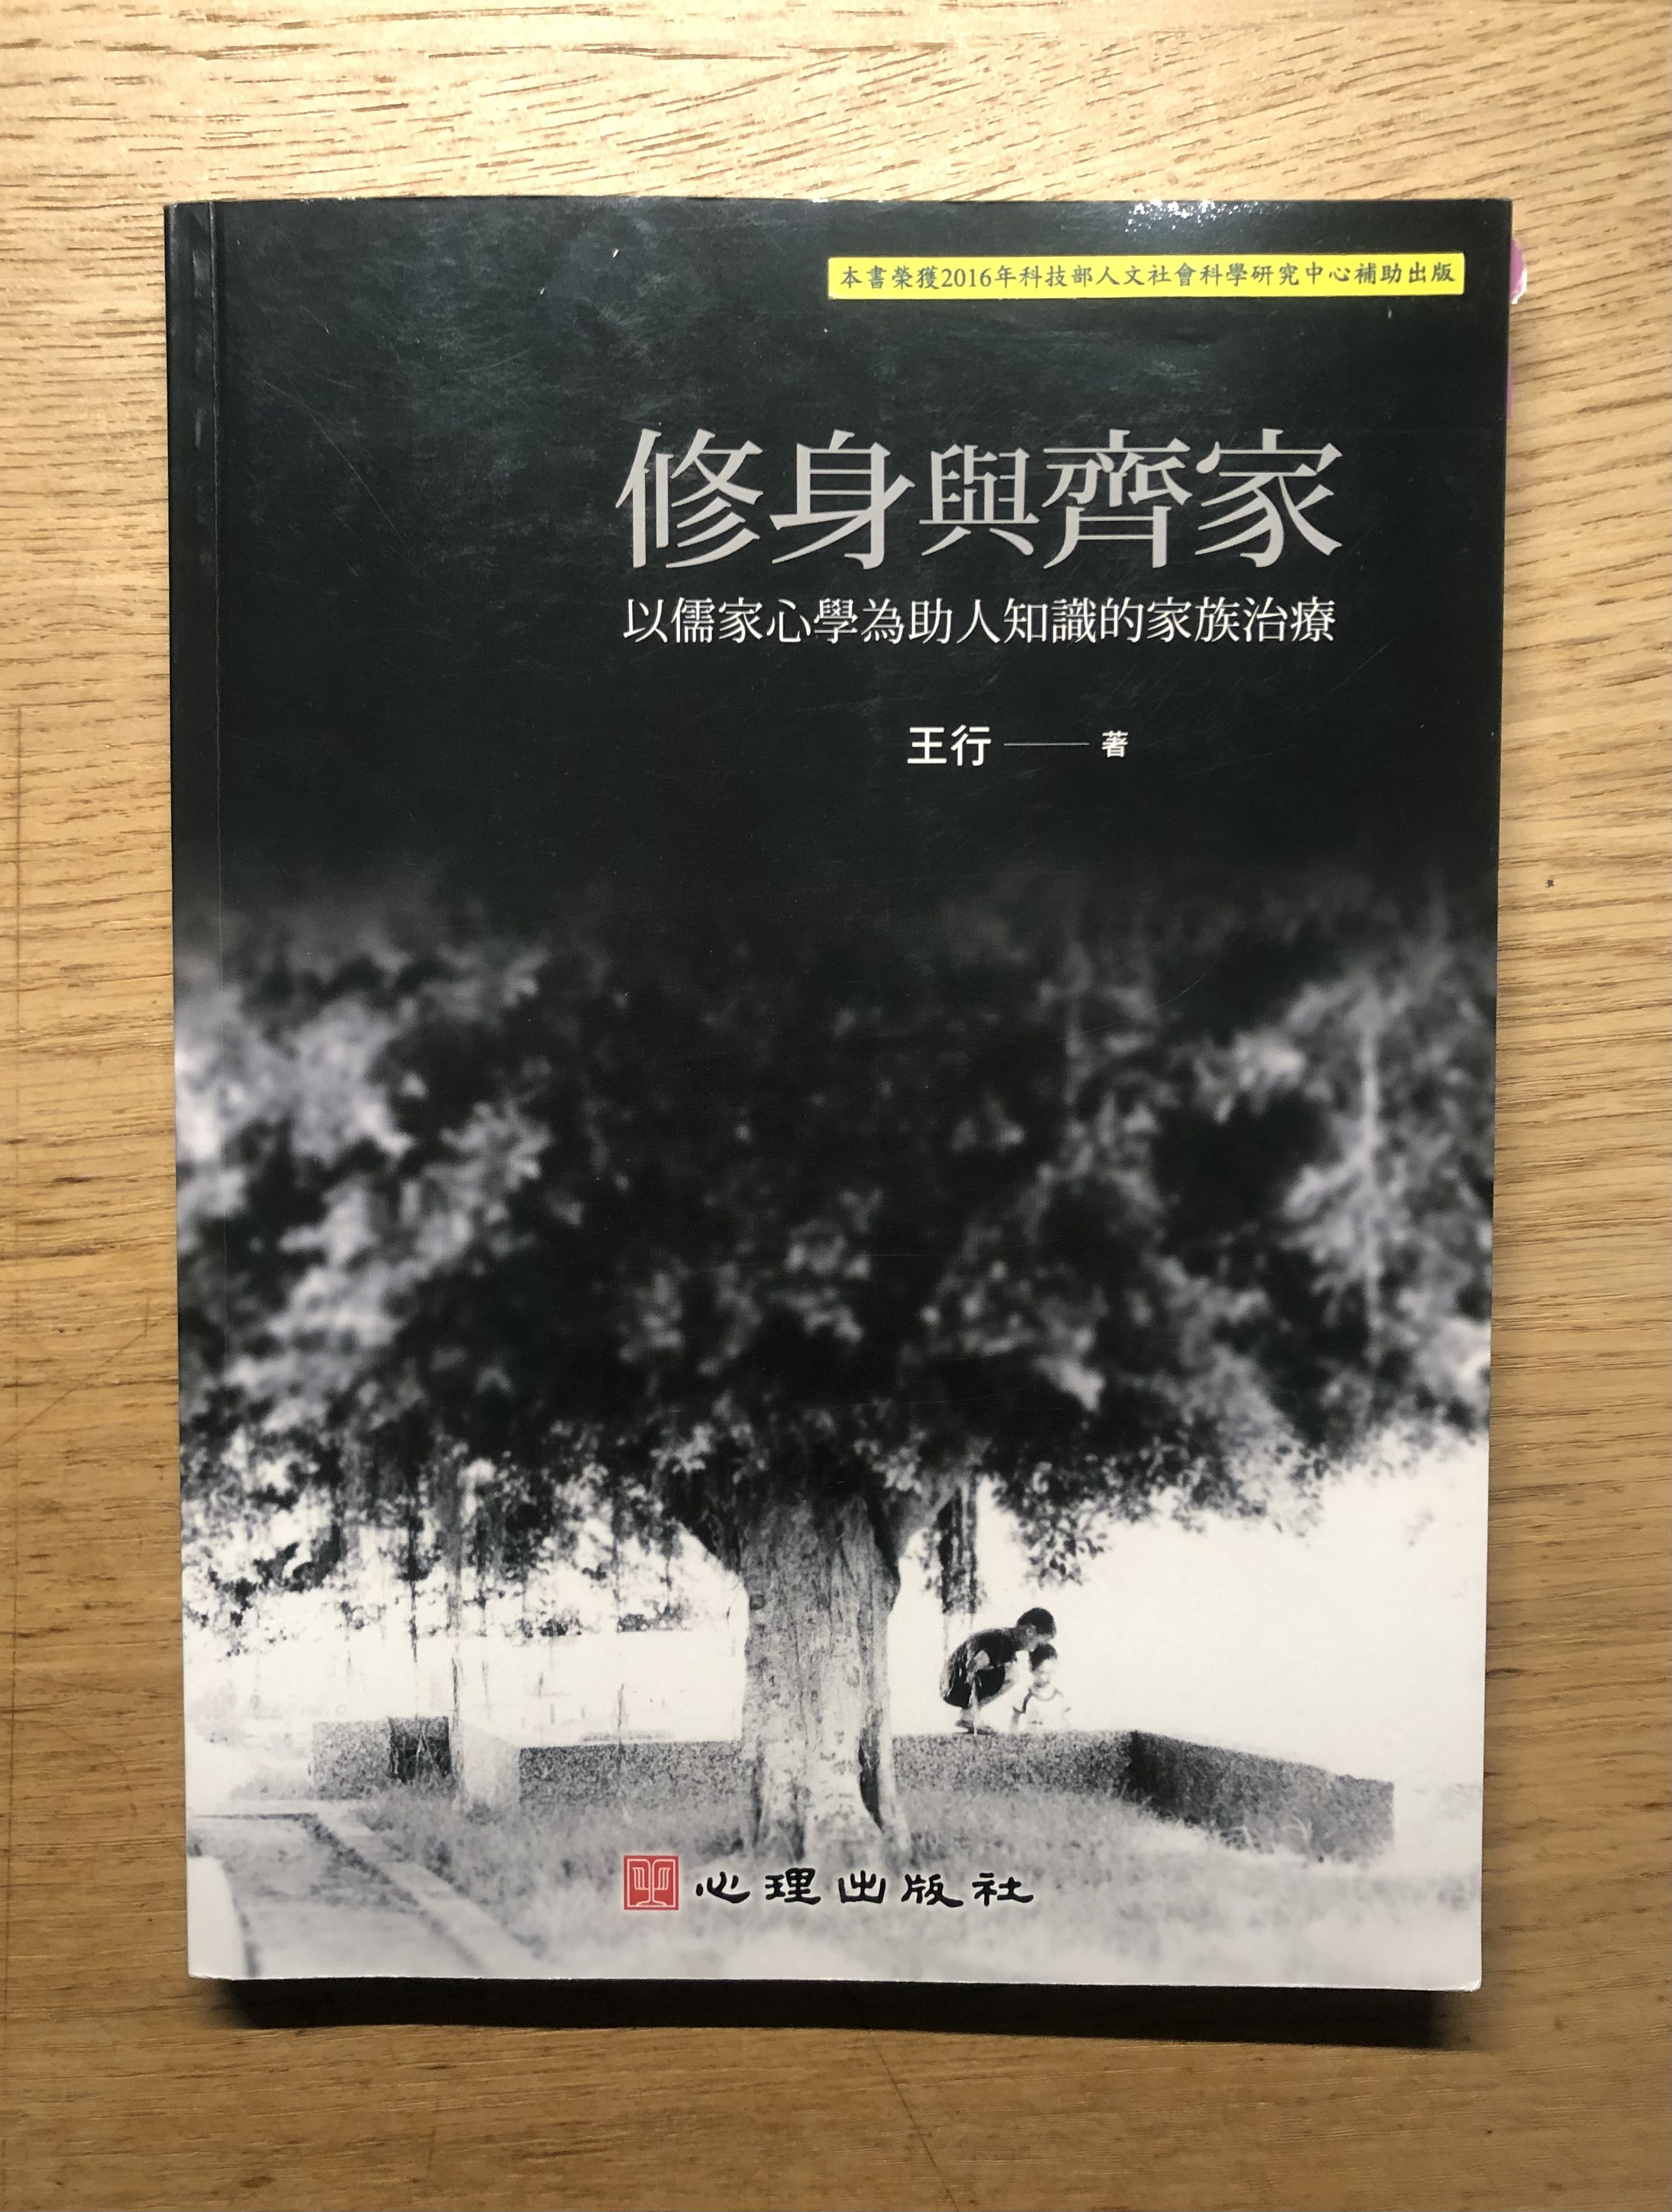 本書榮獲2016年科技部人文社會科學研究中心補助出版
修身與齊家
以儒家心學為助人知識的家族治療
王行 —— 著
心理出版社